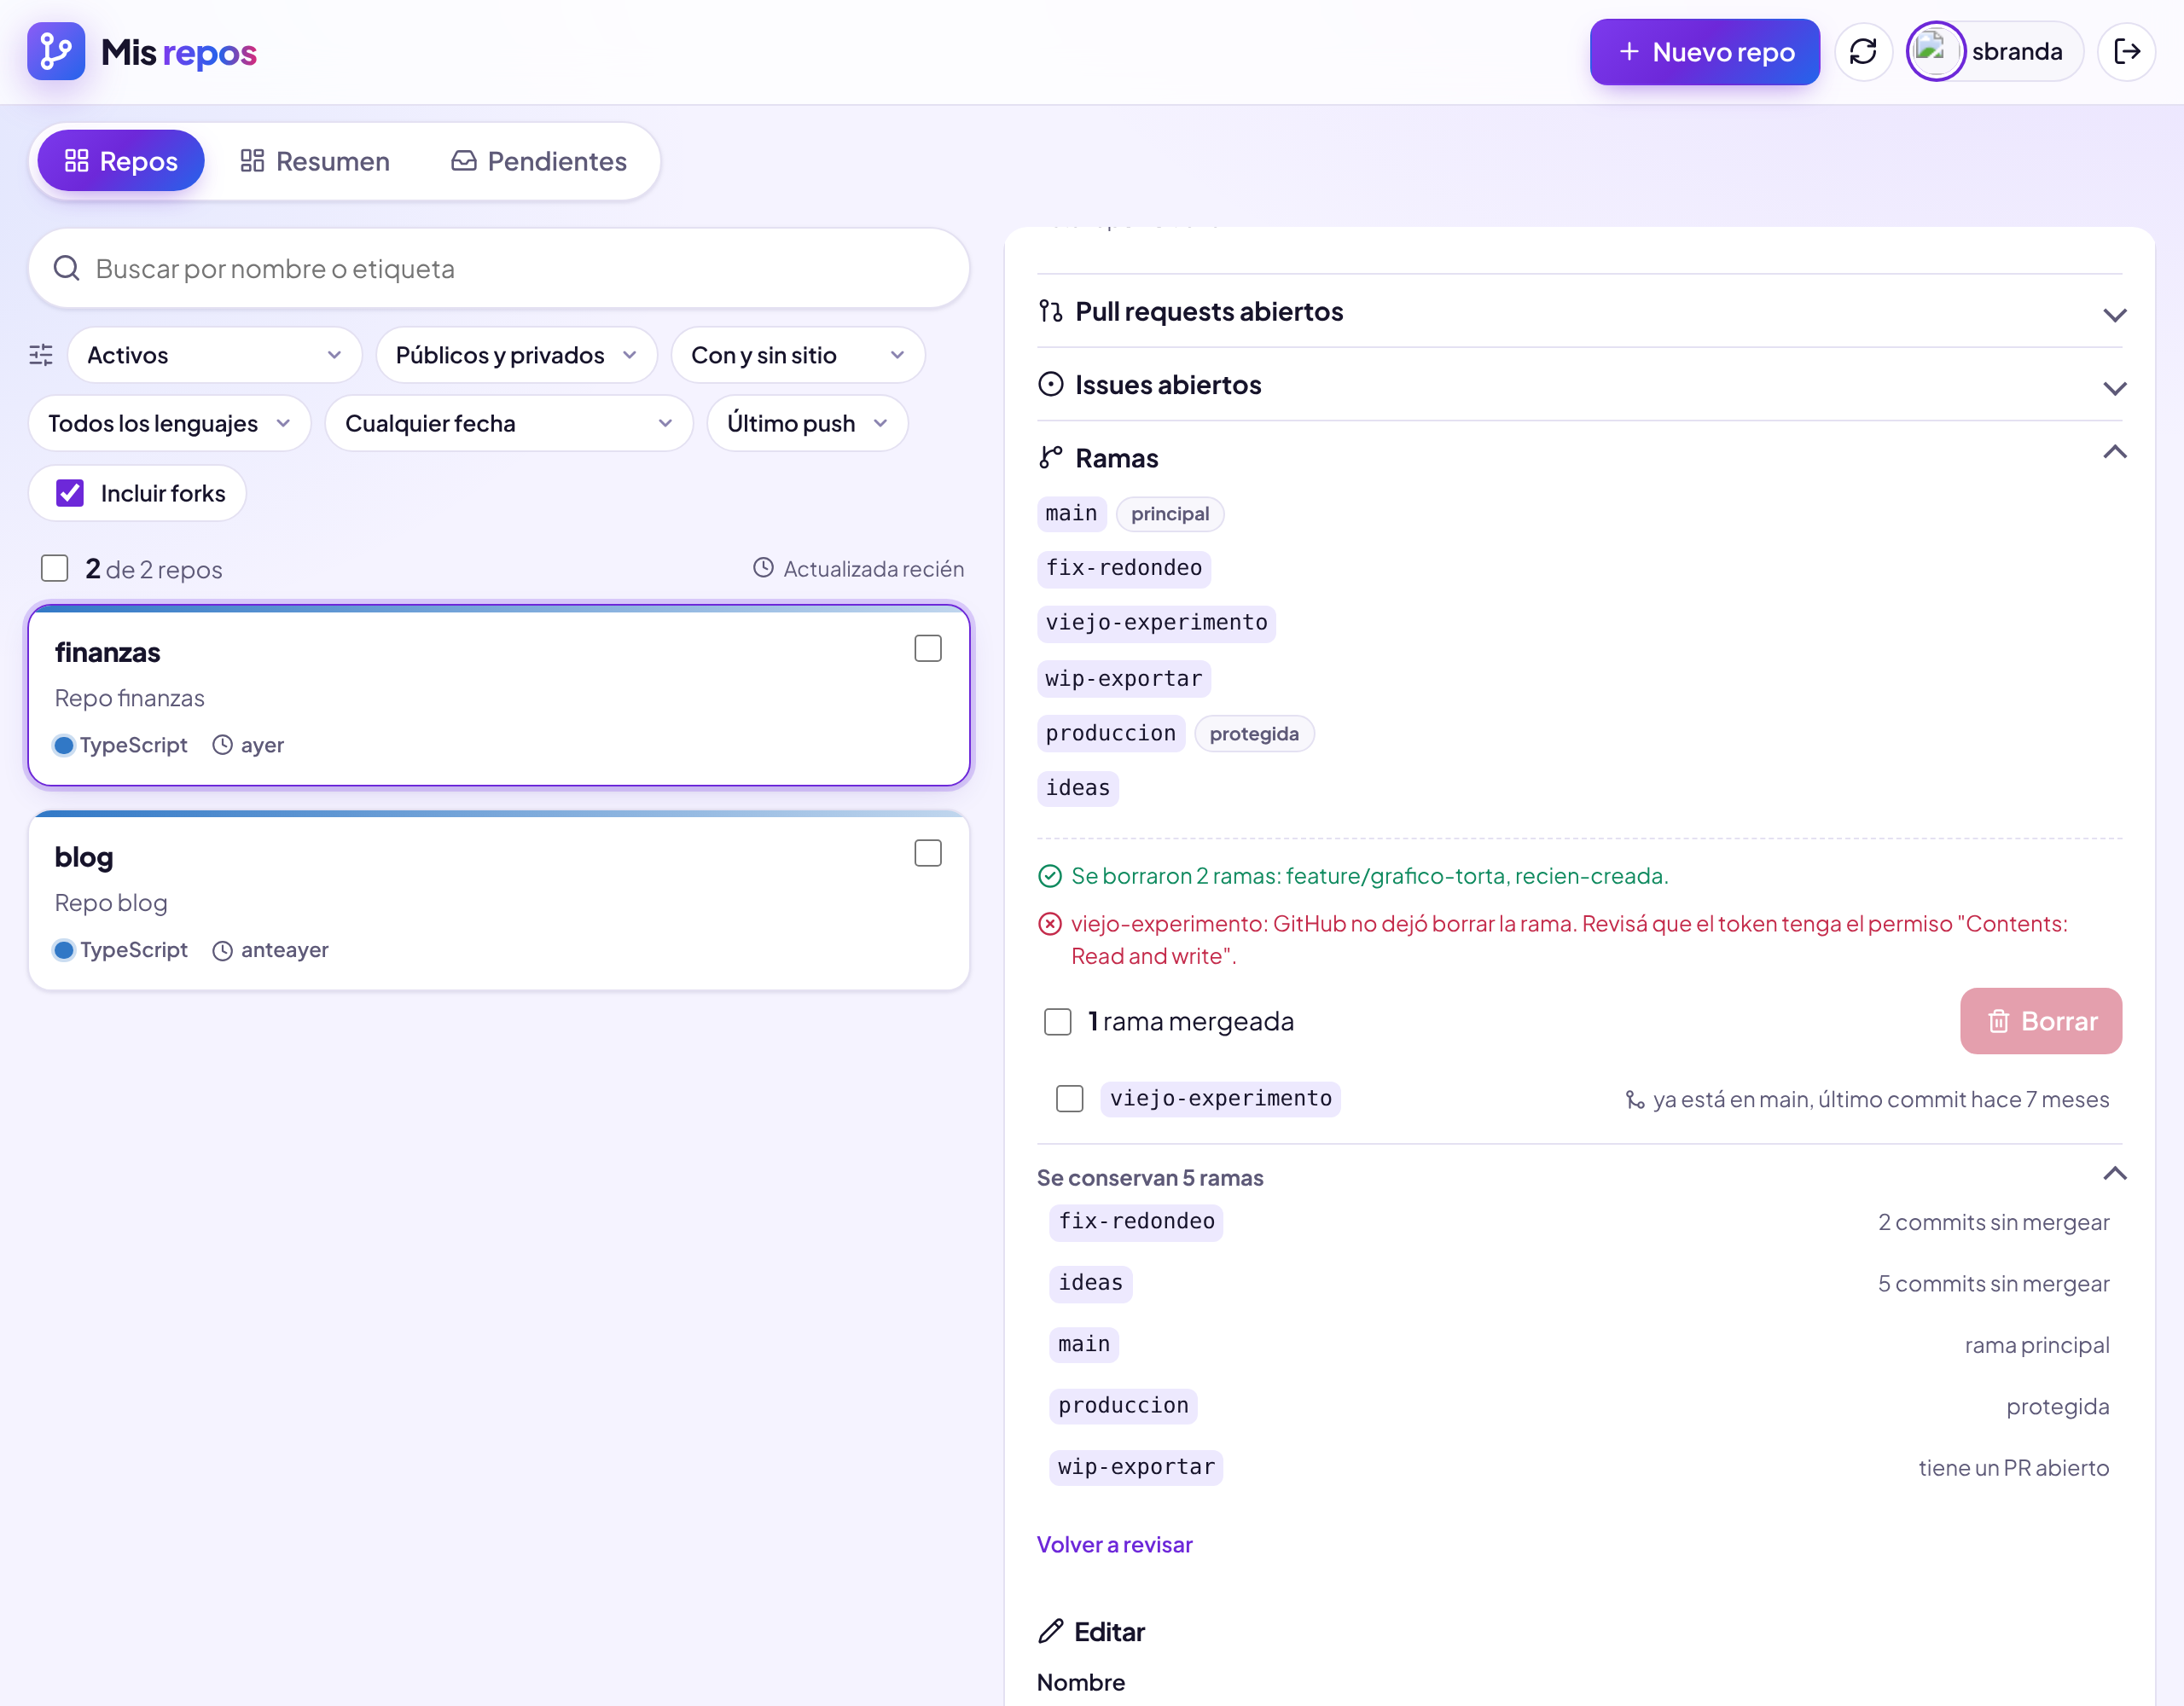 Mis repos
Nuevo repo
sbranda
Repos
Resumen
Pendientes
Buscar por nombre o etiqueta
Activos
Públicos y privados
Con y sin sitio
Todos los lenguajes
Cualquier fecha
Último push
Incluir forks
2 de 2 repos
Actualizada recién
finanzas
Repo finanzas
TypeScript
ayer
blog
Repo blog
TypeScript
anteayer
Pull requests abiertos
Issues abiertos
Ramas
main principal
fix-redondeo
viejo-experimento
wip-exportar
produccion protegida
ideas
Se borraron 2 ramas: feature/grafico-torta, recien-creada.
viejo-experimento: GitHub no dejó borrar la rama. Revisá que el token tenga el permiso "Contents:
Read and write".
1 rama mergeada
Borrar
viejo-experimento
ya está en main, último commit hace 7 meses
Se conservan 5 ramas
fix-redondeo
2 commits sin mergear
ideas
5 commits sin mergear
main
rama principal
produccion
protegida
wip-exportar
tiene un PR abierto
Volver a revisar
Editar
Nombre